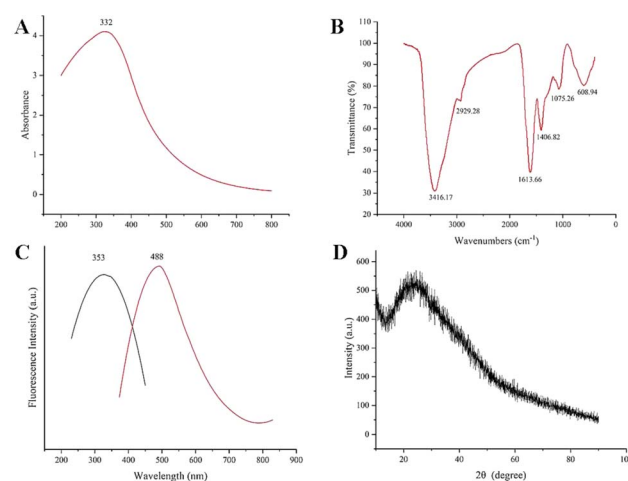 A
332
4
3
2
1
0
Absorbance
200 300 400 500 600 700 800
B
100
90
80
70
60
50
40
30
20
Transmittance (%)
2929.28
1075.26
608.94
1406.82
1613.66
3416.17
4000 3000 2000 1000 0
Wavenumbers (cm-1)
C
353 488
Fluorescence Intensity (a.u.)
200 300 400 500 600 700 800 900
Wavelength (nm)
D
600
500
400
300
200
100
0
Intensity (a.u.)
20 40 60 80 100
2θ (degree)